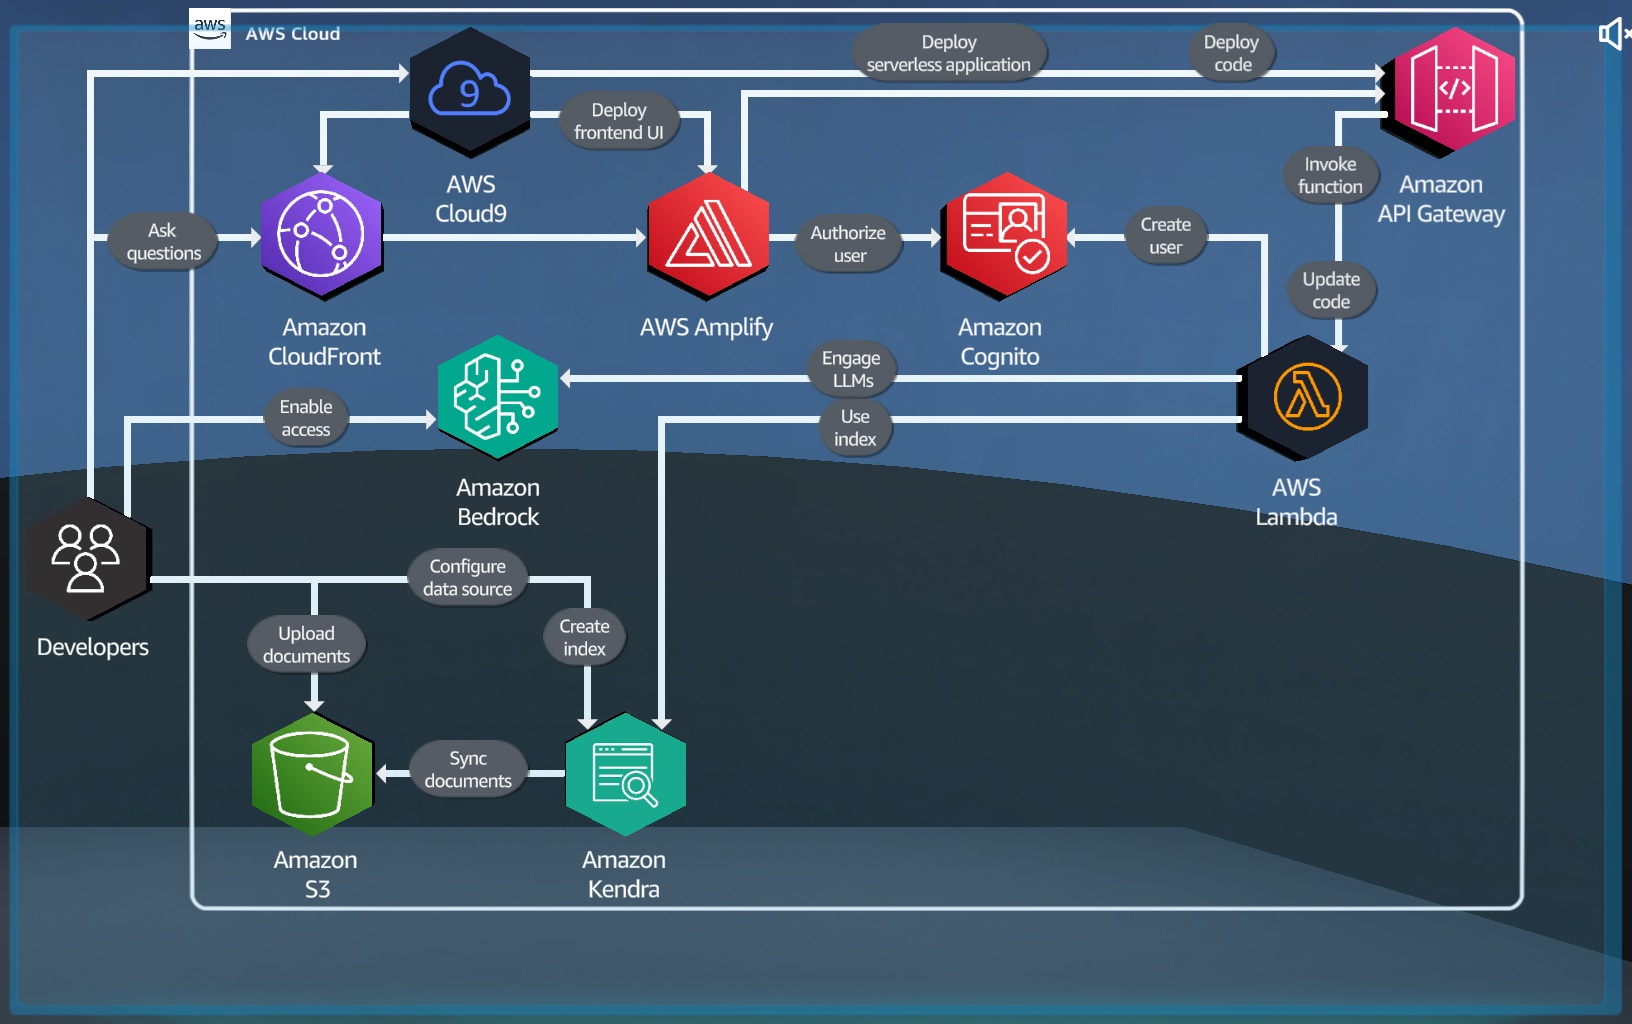 aws
AWS Cloud
Deploy
serverless application
Deploy
code
9
Deploy
frontend UI
AWS
Cloud9
Invoke
function
Amazon
API Gateway
Ask
questions
Authorize
user
Create
user
Update
code
Amazon
CloudFront
AWS Amplify
Amazon
Cognito
Engage
LLMs
Enable
access
Use
index
Amazon
Bedrock
AWS
Lambda
Configure
data source
Upload
documents
Create
index
Developers
Sync
documents
Amazon
S3
Amazon
Kendra